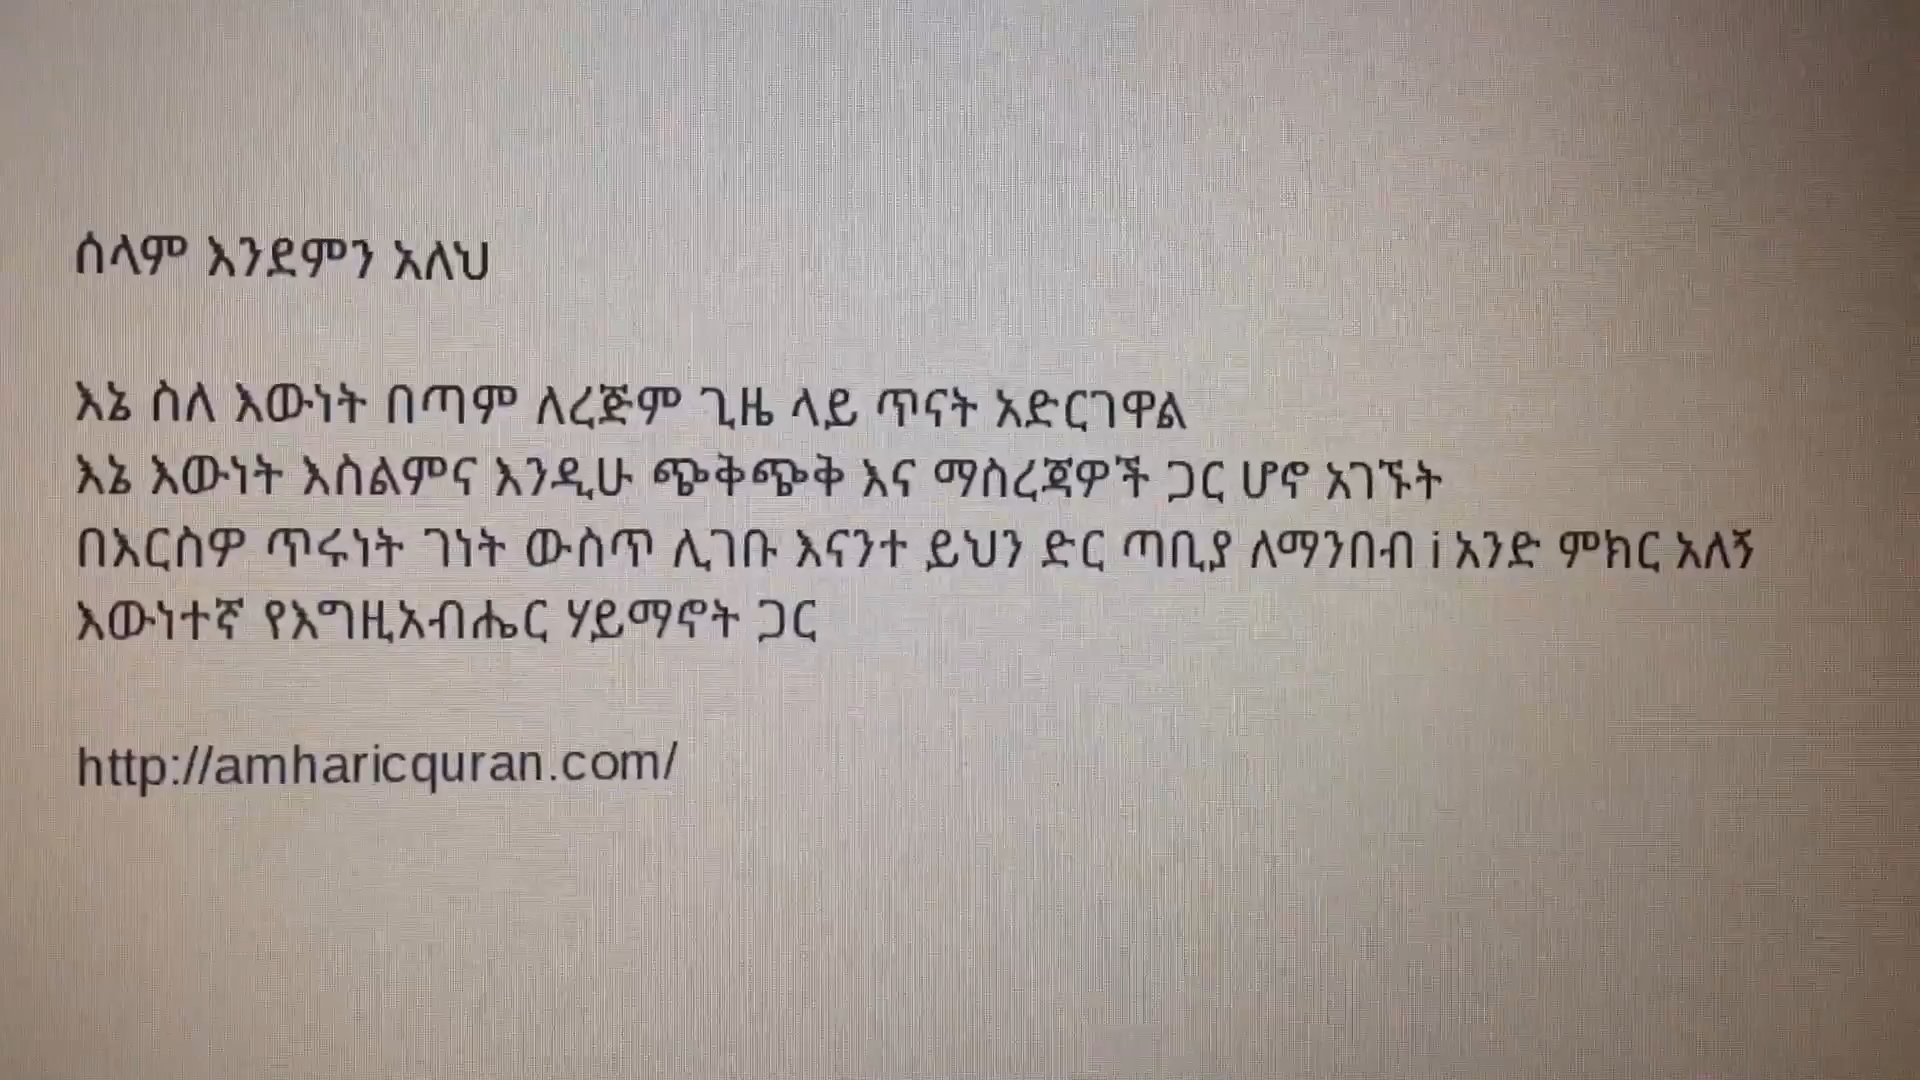 ሰላም እንደምን አለህ
እኔ ስለ እውነት በጣም ለረጅም ጊዜ ላይ ጥናት አድርገዋል
እኔ እውነት እስልምና እንዲሁ ጭቅጭቅ እና ማስረጃዎች ጋር ሆኖ አገኙት
በእርስዎ ጥሩነት ገነት ውስጥ ሊገቡ እናንተ ይህን ድር ጣቢያ ለማንበብ i አንድ ምክር አለኝ
እውነተኛ የእግዚአብሔር ሃይማኖት ጋር
http://amharicquran.com/